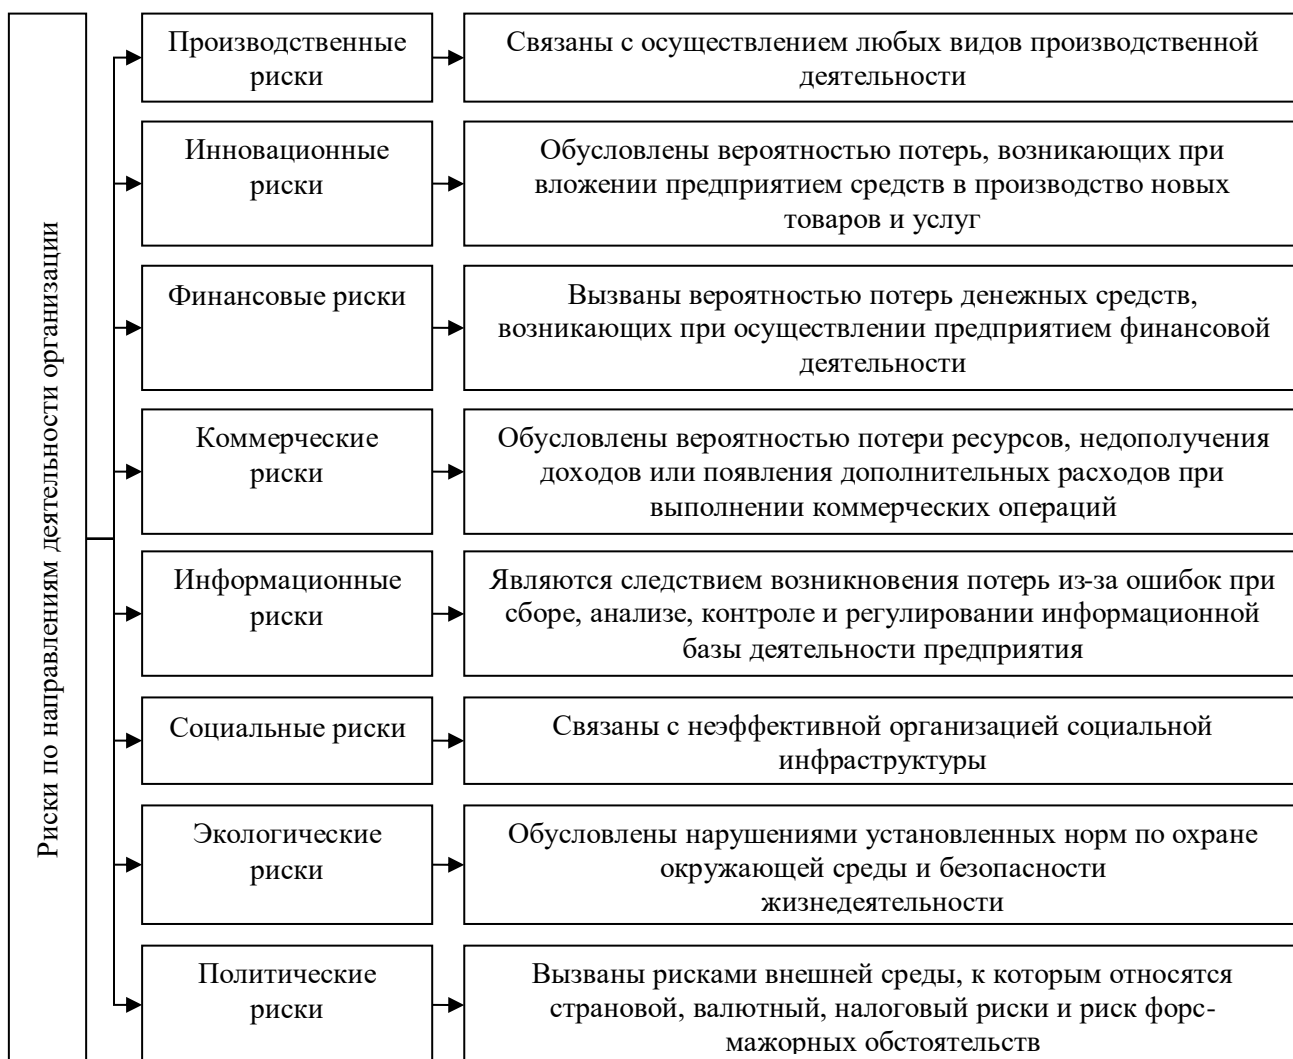 Риски по направлениям деятельности организации
Производственные
риски
Связаны с осуществлением любых видов производственной
деятельности
Инновационные
риски
Обусловлены вероятностью потерь, возникающих при
вложении предприятием средств в производство новых
товаров и услуг
Финансовые риски
Вызваны вероятностью потерь денежных средств,
возникающих при осуществлении предприятием финансовой
деятельности
Коммерческие
риски
Обусловлены вероятностью потери ресурсов, недополучения
доходов или появления дополнительных расходов при
выполнении коммерческих операций
Информационные
риски
Являются следствием возникновения потерь из-за ошибок при
сборе, анализе, контроле и регулировании информационной
базы деятельности предприятия
Социальные риски
Связаны с неэффективной организацией социальной
инфраструктуры
Экологические
риски
Обусловлены нарушениями установленных норм по охране
окружающей среды и безопасности
жизнедеятельности
Политические
риски
Вызваны рисками внешней среды, к которым относятся
страновой, валютный, налоговый риски и риск форс-
мажорных обстоятельств